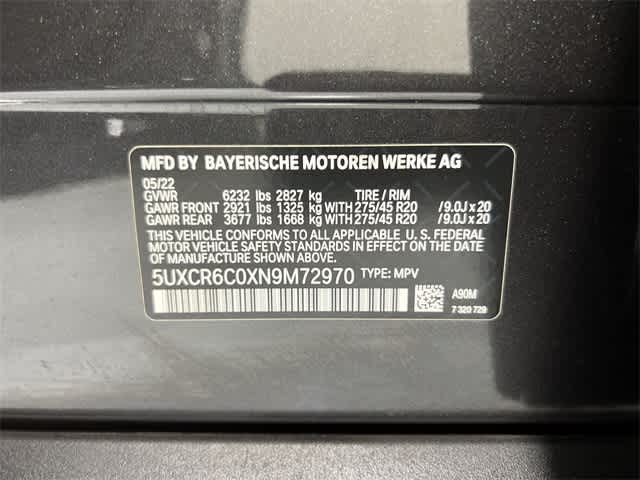 MFD BY BAYERISCHE MOTOREN WERKE AG
05/22
GVWR 6232 lbs 2827 kg TIRE / RIM
GAWR FRONT 2921 lbs 1325 kg WITH 275/45 R20 /9.0J x 20
GAWR REAR 3677 lbs 1668 kg WITH 275/45 R20 /9.0J x 20
THIS VEHICLE CONFORMS TO ALL APPLICABLE U. S. FEDERAL
MOTOR VEHICLE SAFETY STANDARDS IN EFFECT ON THE DATE
OF MANUFACTURE SHOWN ABOVE.
5UXCR6C0XN9M72970 TYPE: MPV
A90M
7 320 729